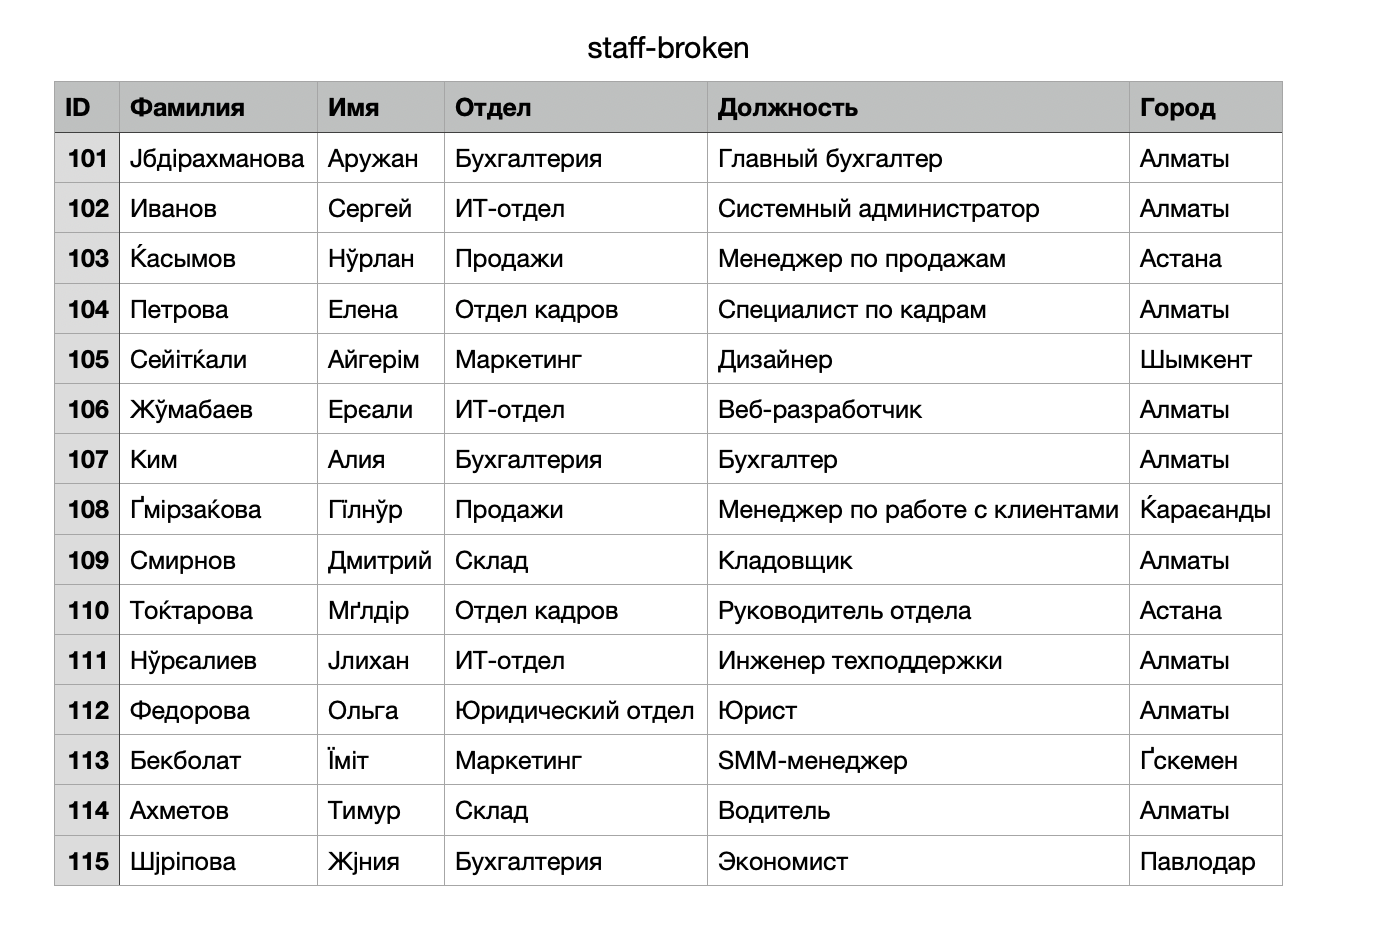 staff-broken
ID Фамилия Имя Отдел Должность Город
101 Јбдірахманова Аружан Бухгалтерия Главный бухгалтер Алматы
102 Иванов Сергей ИТ-отдел Системный администратор Алматы
103 Ќасымов Нўрлан Продажи Менеджер по продажам Астана
104 Петрова Елена Отдел кадров Специалист по кадрам Алматы
105 Сейітќали Айгерім Маркетинг Дизайнер Шымкент
106 Жўмабаев Ерєали ИТ-отдел Веб-разработчик Алматы
107 Ким Алия Бухгалтерия Бухгалтер Алматы
108 Ґмірзаќова Гїлнўр Продажи Менеджер по работе с клиентами Ќараєанды
109 Смирнов Дмитрий Склад Кладовщик Алматы
110 Тоќтарова Мґлдір Отдел кадров Руководитель отдела Астана
111 Нўрєалиев Јлихан ИТ-отдел Инженер техподдержки Алматы
112 Федорова Ольга Юридический отдел Юрист Алматы
113 Бекболат Їміт Маркетинг SMM-менеджер Ґскемен
114 Ахметов Тимур Склад Водитель Алматы
115 Шјріпова Жјния Бухгалтерия Экономист Павлодар